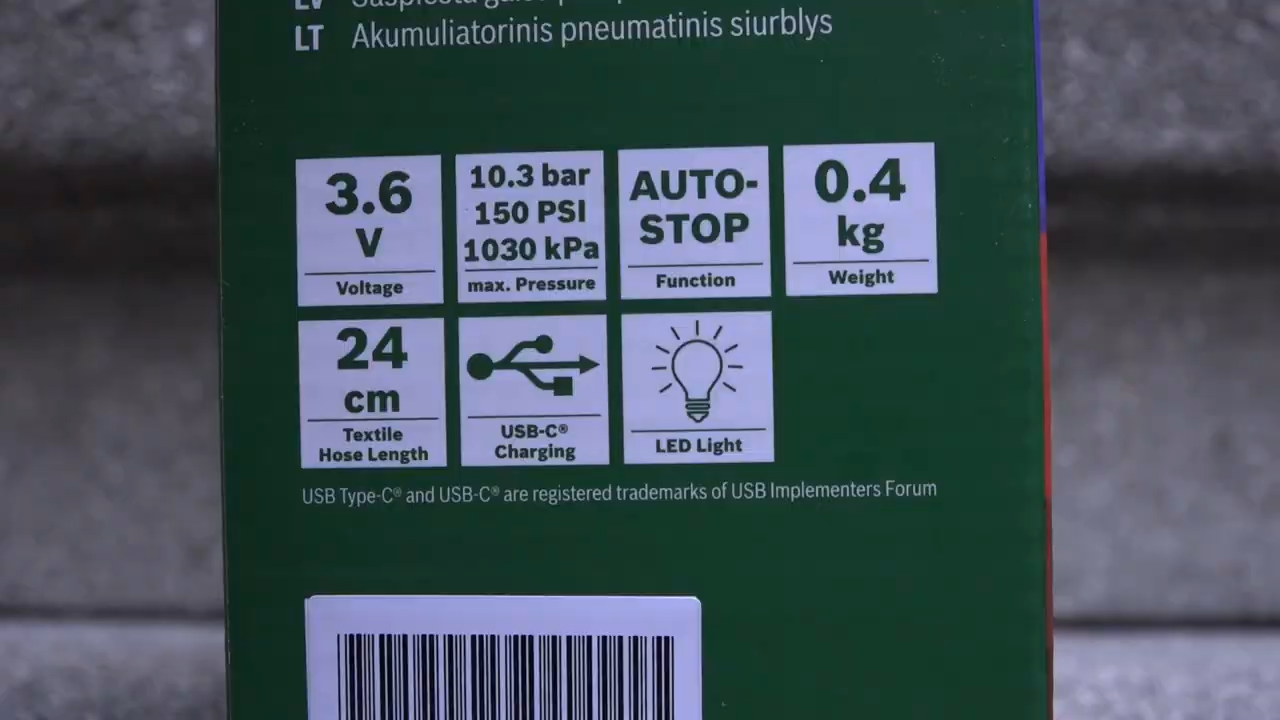 LT Akumuliatorinis pneumatinis siurblys
3.6
V
Voltage
10.3 bar
150 PSI
1030 kPa
max. Pressure
AUTO-
STOP
Function
0.4
kg
Weight
24
cm
Textile
Hose Length
USB-C®
Charging
LED Light
USB Type-C® and USB-C® are registered trademarks of USB Implementers Forum